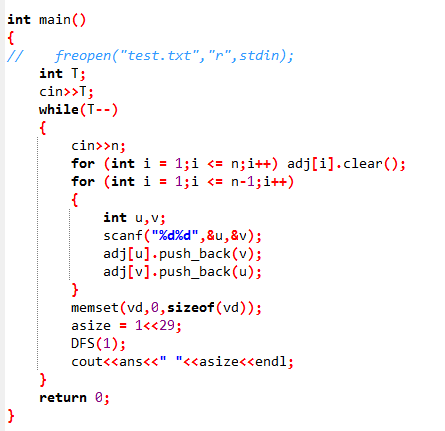 int main()
{
//    freopen("test.txt","r",stdin);
    int T;
    cin>>T;
    while(T--)
    {
        cin>>n;
        for (int i = 1;i <= n;i++) adj[i].clear();
        for (int i = 1;i <= n-1;i++)
        {
            int u,v;
            scanf("%d%d",&u,&v);
            adj[u].push_back(v);
            adj[v].push_back(u);
        }
        memset(vd,0,sizeof(vd));
        asize = 1<<29;
        DFS(1);
        cout<<ans<<" "<<asize<<endl;
    }
    return 0;
}